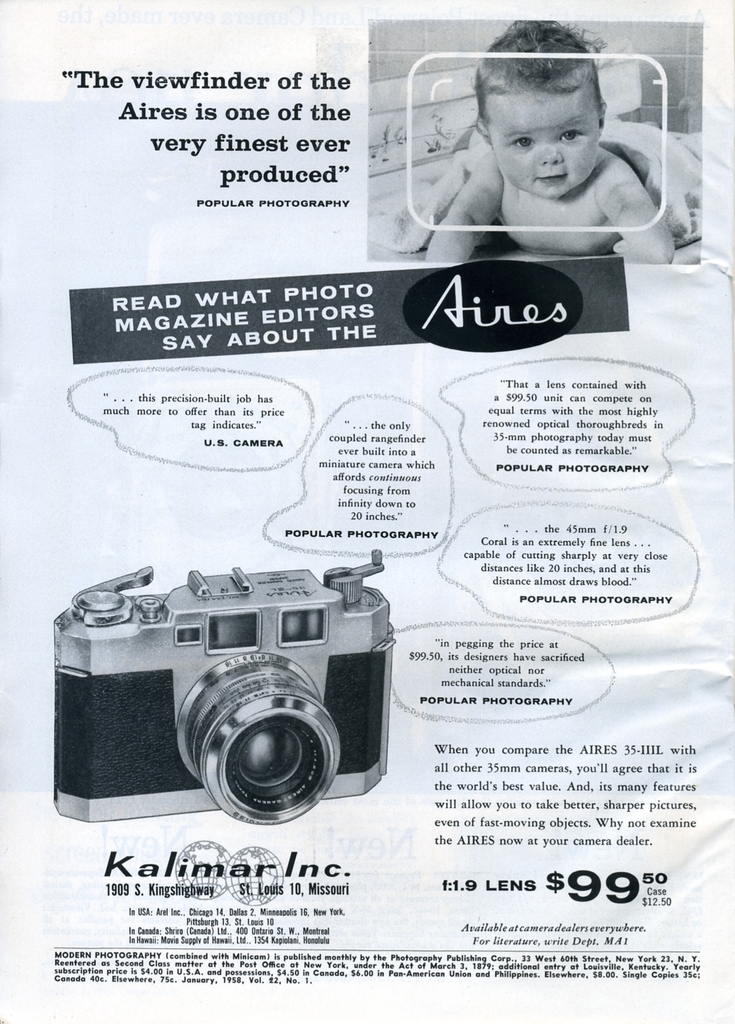 "The viewfinder of the
Aires is one of the
very finest ever
produced"
POPULAR PHOTOGRAPHY
READ WHAT PHOTO
MAGAZINE EDITORS
SAY ABOUT THE
Aires
". . . this precision-built job has
much more to offer than its price
tag indicates."
U.S. CAMERA
". . . the only
coupled rangefinder
ever built into a
miniature camera which
affords continuous
focusing from
infinity down to
20 inches."
POPULAR PHOTOGRAPHY
"That a lens contained with
a $99.50 unit can compete on
equal terms with the most highly
renowned optical thoroughbreds in
35-mm photography today must
be counted as remarkable."
POPULAR PHOTOGRAPHY
" . . . the 45mm f/1.9
Coral is an extremely fine lens . . .
capable of cutting sharply at very close
distances like 20 inches, and at this
distance almost draws blood."
POPULAR PHOTOGRAPHY
"in pegging the price at
$99.50, its designers have sacrificed
neither optical nor
mechanical standards."
POPULAR PHOTOGRAPHY
When you compare the AIRES 35-IIIL with
all other 35mm cameras, you'll agree that it is
the world's best value. And, its many features
will allow you to take better, sharper pictures,
even of fast-moving objects. Why not examine
the AIRES now at your camera dealer.
Kalimar Inc.
1909 S. Kingshighway St. Louis 10, Missouri
In USA: Arel Inc., Chicago 14, Dallas 2, Minneapolis 16, New York,
Pittsburgh 13, St. Louis 10
In Canada: Shriro (Canada) Ltd., 400 Ontario St. W., Montreal
In Hawaii: Movie Supply of Hawaii, Ltd., 1354 Kapiolani, Honolulu
f:1.9 LENS $99 50
Case
$12.50
Available at camera dealers everywhere.
For literature, write Dept. MA1
MODERN PHOTOGRAPHY (combined with Minicam) is published monthly by the Photography Publishing Corp., 33 West 60th Street, New York 23, N. Y.
Reentered as Second Class matter at the Post Office at New York, under the Act of March 3, 1879; additional entry at Louisville, Kentucky. Yearly
subscription price is $4.00 in U.S.A. and possessions, $4.50 in Canada, $6.00 in Pan-American Union and Philippines. Elsewhere, $8.00. Single Copies 35c;
Canada 40c. Elsewhere, 75c. January, 1958, Vol. 22, No. 1.